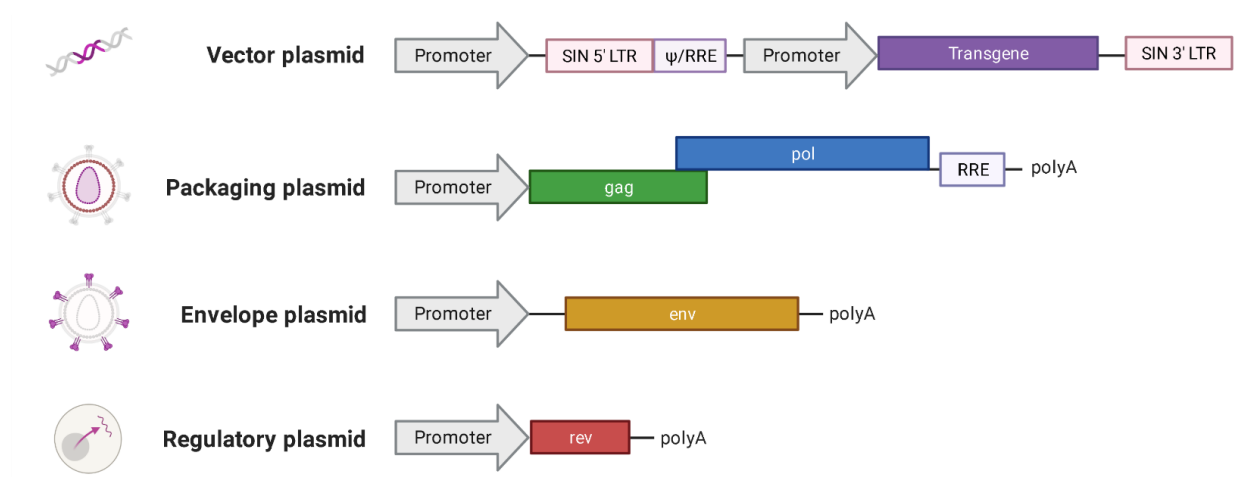 Vector plasmid Promoter SIN 5' LTR ψ/RRE Promoter Transgene SIN 3' LTR
pol
Packaging plasmid Promoter gag RRE polyA
Envelope plasmid Promoter env polyA
Regulatory plasmid Promoter rev polyA